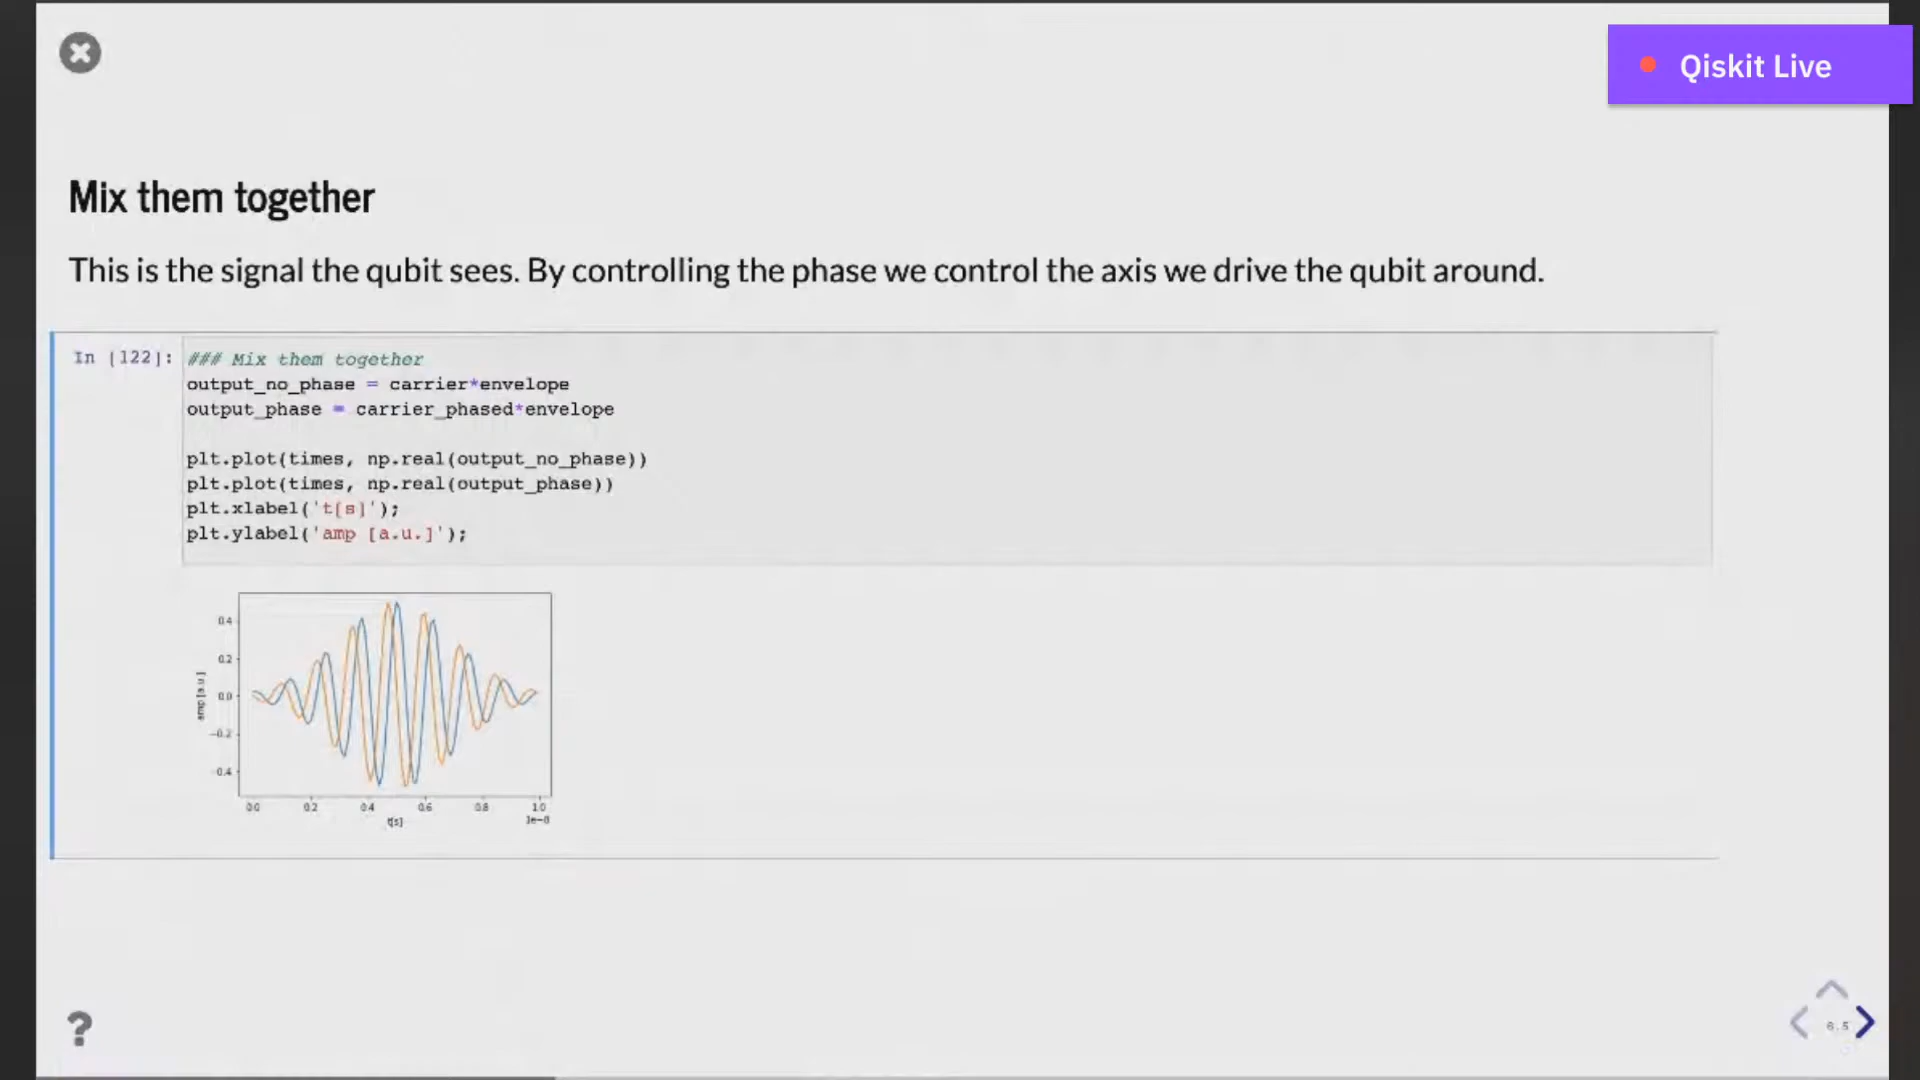 Qiskit Live
Mix them together
This is the signal the qubit sees. By controlling the phase we control the axis we drive the qubit around.
In [122]:
### Mix them together
output_no_phase = carrier*envelope
output_phase = carrier_phased*envelope
plt.plot(times, np.real(output_no_phase))
plt.plot(times, np.real(output_phase))
plt.xlabel('t[s]');
plt.ylabel('amp [a.u.]');
0.4
0.2
0.0
-0.2
-0.4
amp [a.u.]
0.0 0.2 0.4 0.6 0.8 1.0
t[s]
1e-8
?
6.5